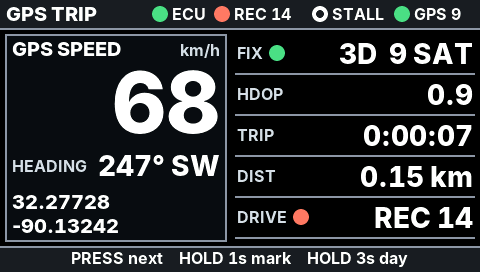 GPS TRIP ECU REC 14 STALL GPS 9
GPS SPEED km/h
68
HEADING 247° SW
32.27728
-90.13242
FIX 3D 9 SAT
HDOP 0.9
TRIP 0:00:07
DIST 0.15 km
DRIVE REC 14
PRESS next HOLD 1s mark HOLD 3s day